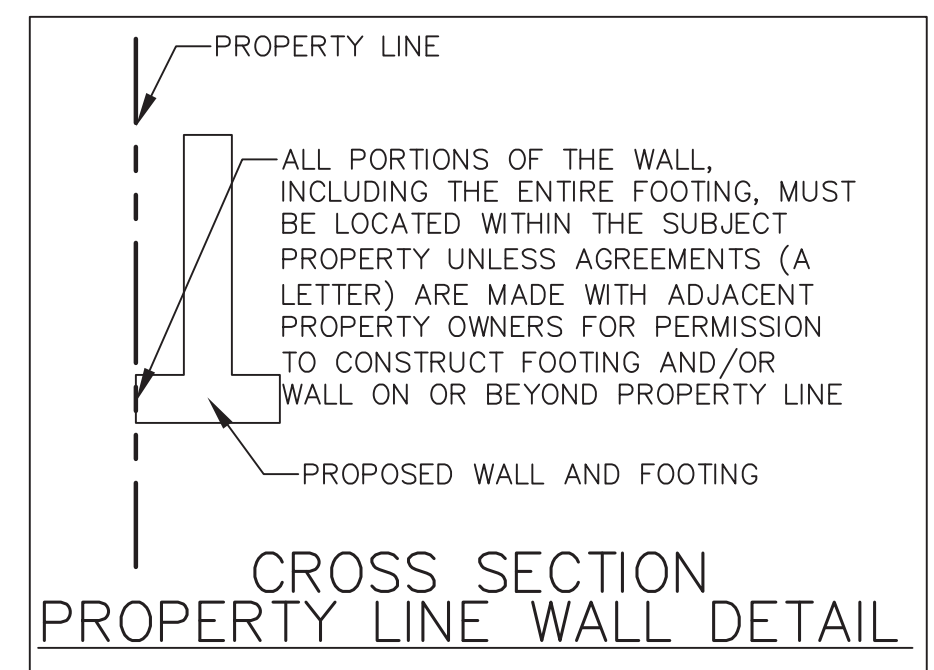 PROPERTY LINE
ALL PORTIONS OF THE WALL,
INCLUDING THE ENTIRE FOOTING, MUST
BE LOCATED WITHIN THE SUBJECT
PROPERTY UNLESS AGREEMENTS (A
LETTER) ARE MADE WITH ADJACENT
PROPERTY OWNERS FOR PERMISSION
TO CONSTRUCT FOOTING AND/OR
WALL ON OR BEYOND PROPERTY LINE
PROPOSED WALL AND FOOTING
CROSS SECTION
PROPERTY LINE WALL DETAIL